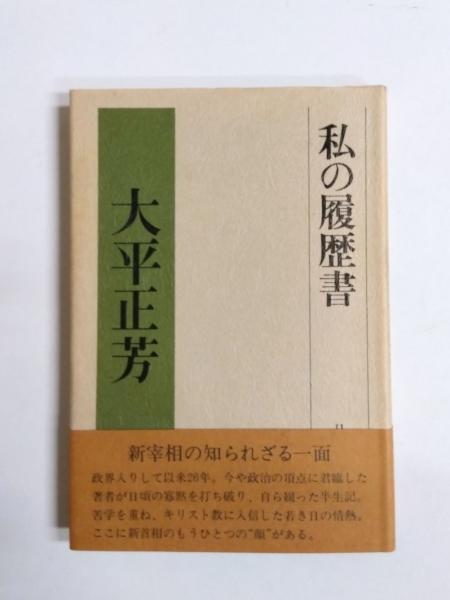 私の履歴書
大平正芳
新宰相の知られざる一面
政界入りして以来26年。今や政治の頂点に君臨した
著者が日頃の寡黙を打ち破り、自ら綴った半生記。
苦学を重ね、キリスト教に入信した若き日の情熱。
ここに新首相のもうひとつの“顔”がある。